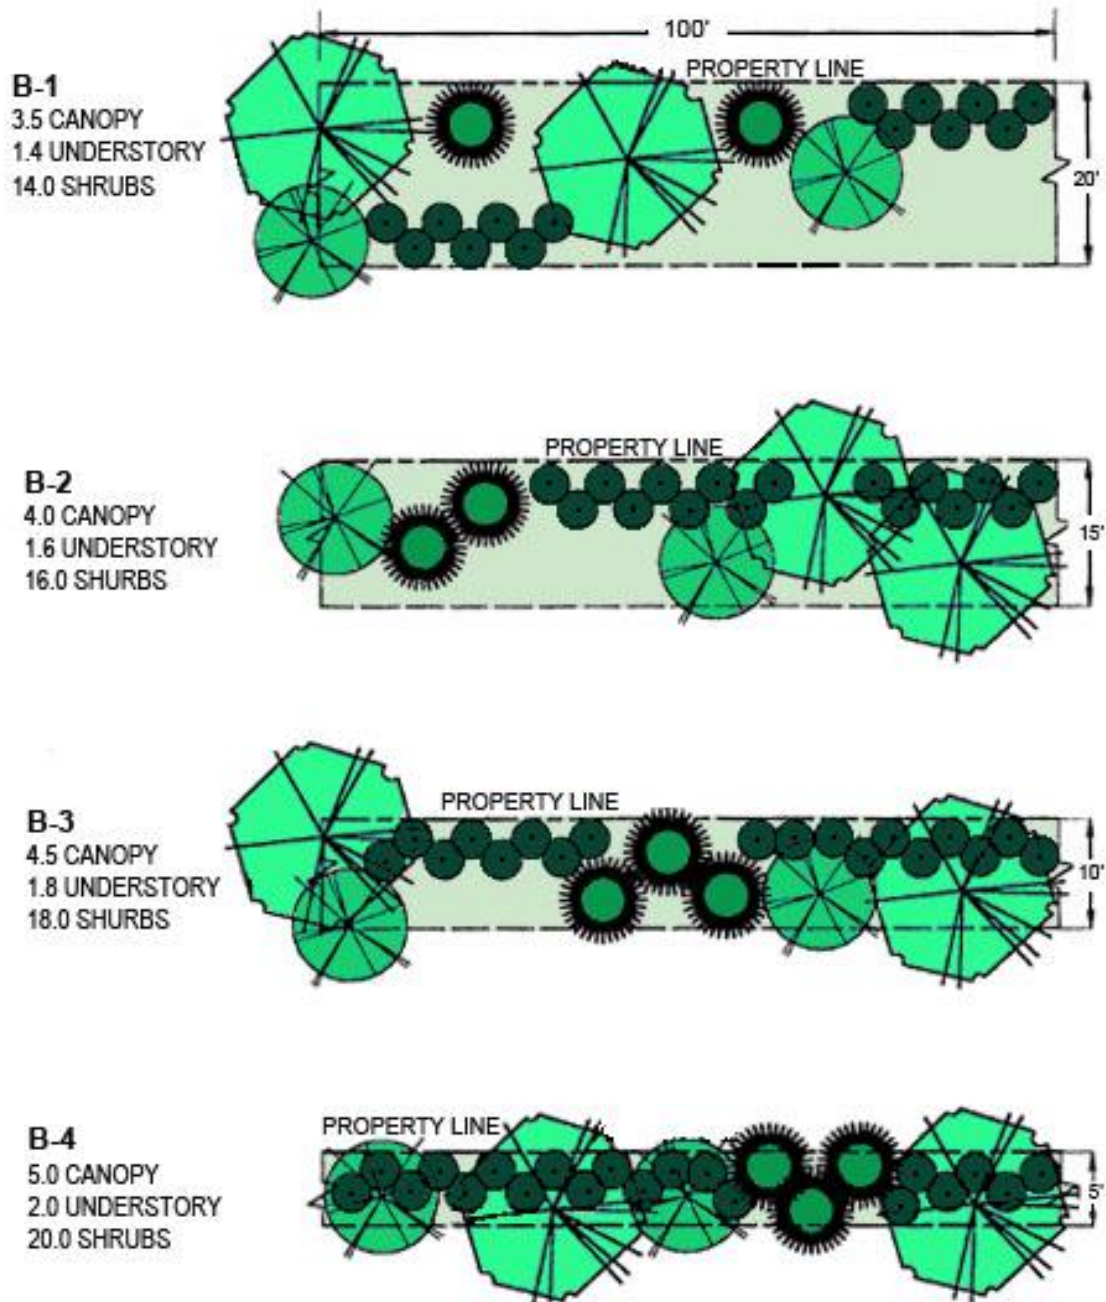 100'
PROPERTY LINE
B-1
3.5 CANOPY
1.4 UNDERSTORY
14.0 SHRUBS
20'
PROPERTY LINE
B-2
4.0 CANOPY
1.6 UNDERSTORY
16.0 SHURBS
15'
PROPERTY LINE
B-3
4.5 CANOPY
1.8 UNDERSTORY
18.0 SHURBS
10'
PROPERTY LINE
B-4
5.0 CANOPY
2.0 UNDERSTORY
20.0 SHRUBS
5'